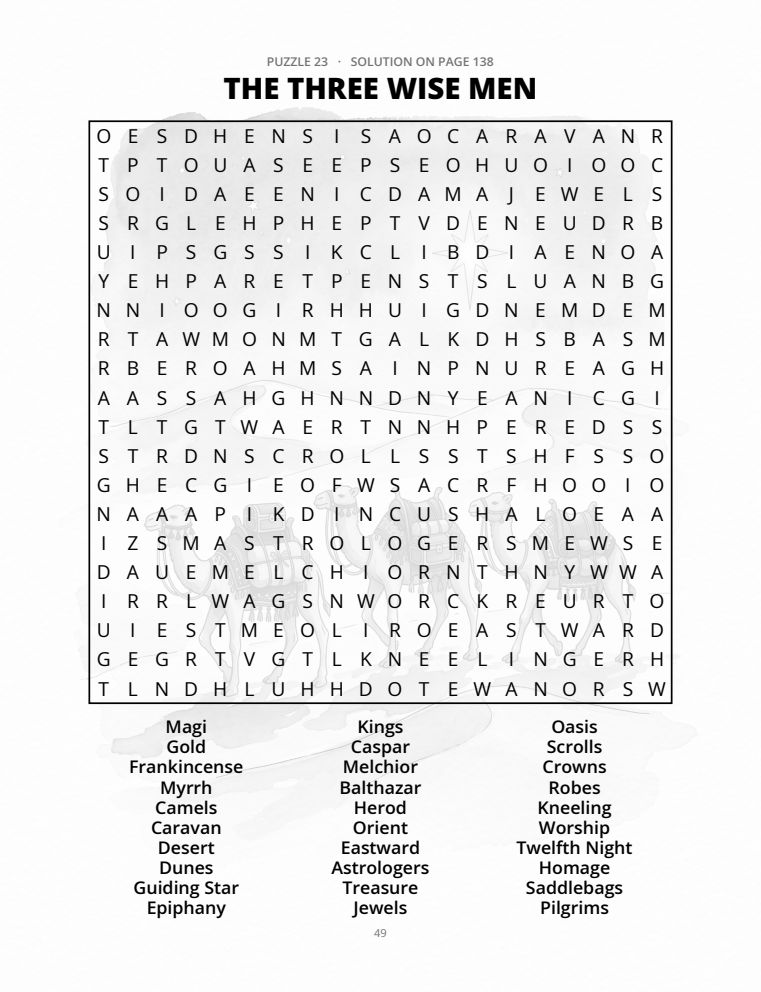 PUZZLE 23 · SOLUTION ON PAGE 138
THE THREE WISE MEN
O E S D H E N S I S A O C A R A V A N R
T P T O U A S E E P S E O H U O I O O C
S O I D A E E N I C D A M A J E W E L S
S R G L E H P H E P T V D E N E U D R B
U I P S G S S I K C L I B D I A E N O A
Y E H P A R E T P E N S T S L U A N B G
N N I O O G I R H H U I G D N E M D E M
R T A W M O N M T G A L K D H S B A S M
R B E R O A H M S A I N P N U R E A G H
A A S S A H G H N N D N Y E A N I C G I
T L T G T W A E R T N N H P E R E D S S
S T R D N S C R O L L S S T S H F S S O
G H E C G I E O F W S A C R F H O O I O
N A A A P I K D I N C U S H A L O E A A
I Z S M A S T R O L O G E R S M E W S E
D A U E M E L C H I O R N T H N Y W W A
I R R L W A G S N W O R C K R E U R T O
U I E S T M E O L I R O E A S T W A R D
G E G R T V G T L K N E E L I N G E R H
T L N D H L U H H D O T E W A N O R S W
Magi Kings Oasis
Gold Caspar Scrolls
Frankincense Melchior Crowns
Myrrh Balthazar Robes
Camels Herod Kneeling
Caravan Orient Worship
Desert Eastward Twelfth Night
Dunes Astrologers Homage
Guiding Star Treasure Saddlebags
Epiphany Jewels Pilgrims
49